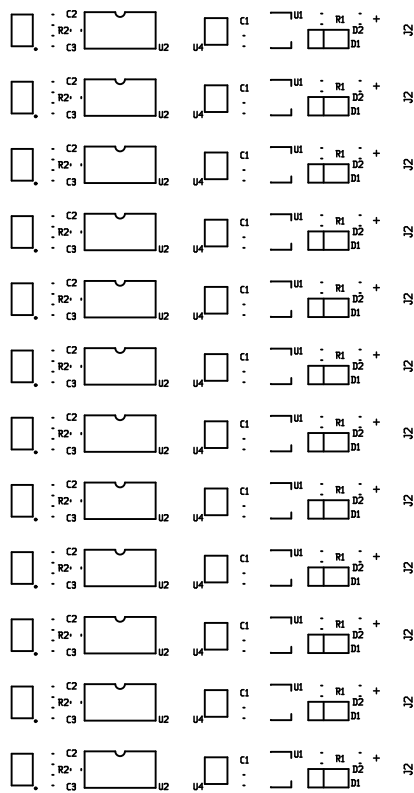 C2 C1 U1 R1 +
R2 D2 J2
C3 U2 U4 D1
C2 C1 U1 R1 +
R2 D2 J2
C3 U2 U4 D1
C2 C1 U1 R1 +
R2 D2 J2
C3 U2 U4 D1
C2 C1 U1 R1 +
R2 D2 J2
C3 U2 U4 D1
C2 C1 U1 R1 +
R2 D2 J2
C3 U2 U4 D1
C2 C1 U1 R1 +
R2 D2 J2
C3 U2 U4 D1
C2 C1 U1 R1 +
R2 D2 J2
C3 U2 U4 D1
C2 C1 U1 R1 +
R2 D2 J2
C3 U2 U4 D1
C2 C1 U1 R1 +
R2 D2 J2
C3 U2 U4 D1
C2 C1 U1 R1 +
R2 D2 J2
C3 U2 U4 D1
C2 C1 U1 R1 +
R2 D2 J2
C3 U2 U4 D1
C2 C1 U1 R1 +
R2 D2 J2
C3 U2 U4 D1